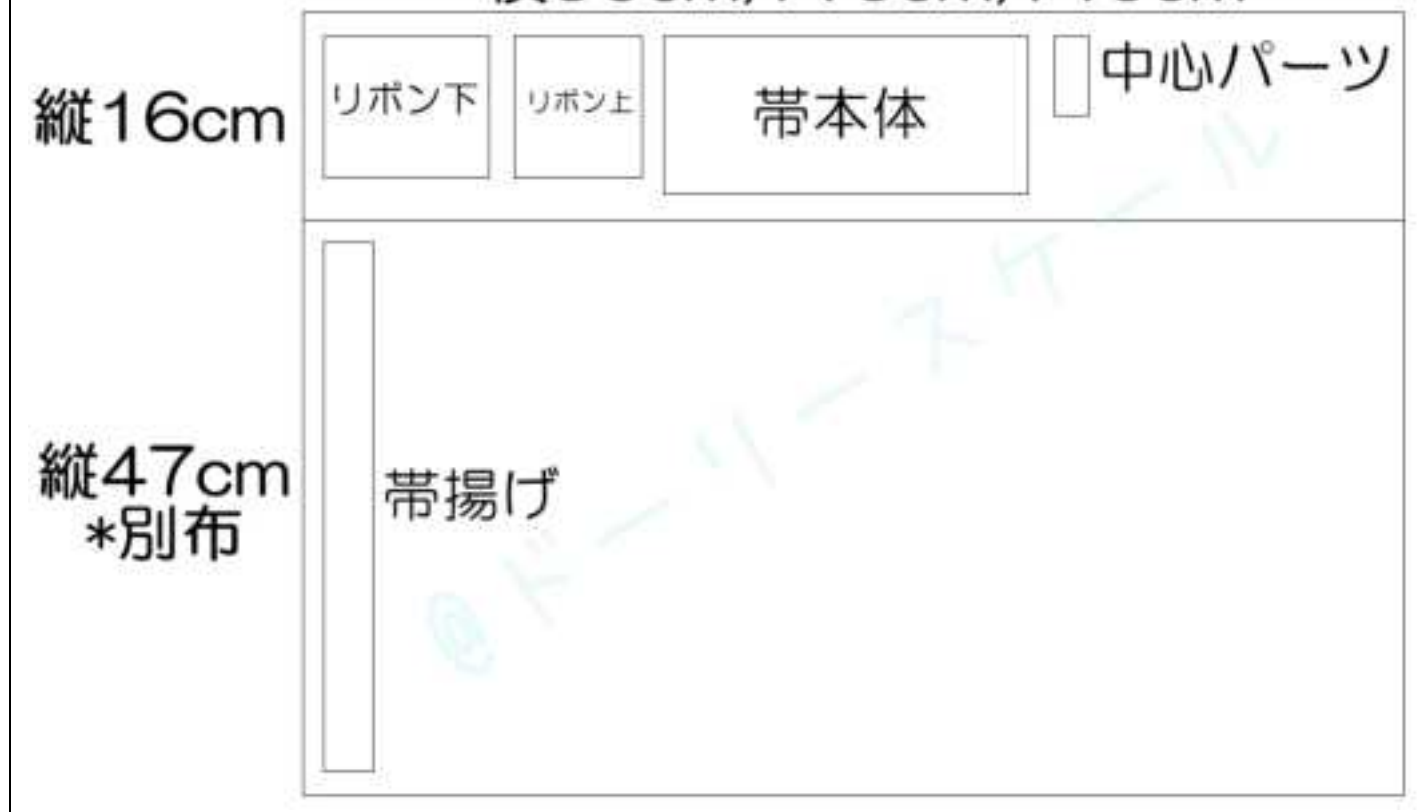 縦16cm
リボン下
リボン上
帯本体
中心パーツ
縦47cm
*別布
帯揚げ
@ドーリースケール